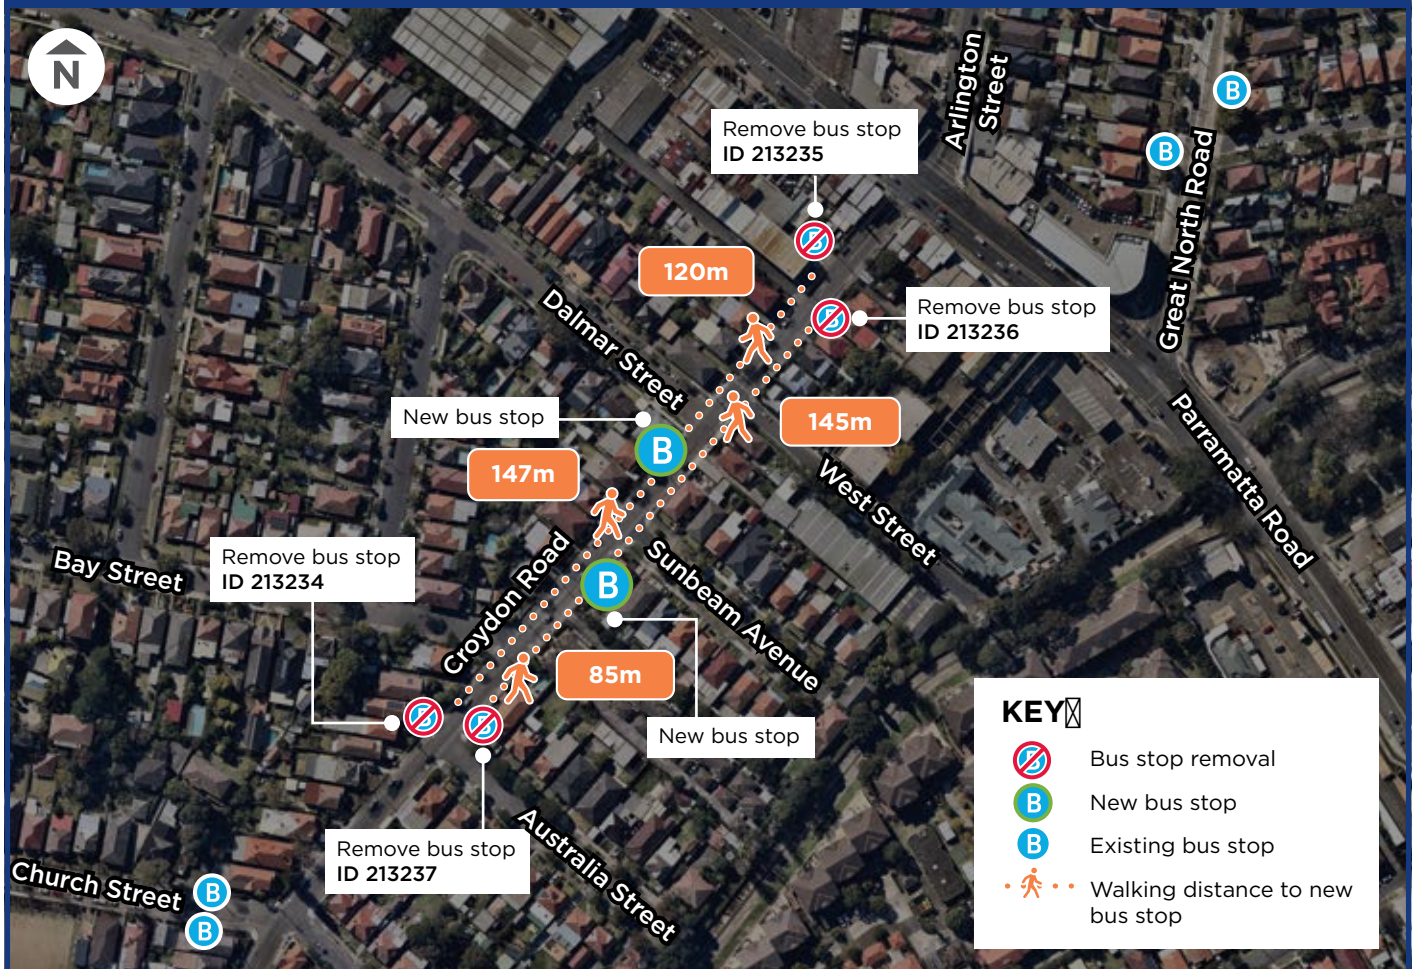 N
Arlington
Street
B
Remove bus stop
ID 213235
B
Great North Road
B
120m
Remove bus stop
ID 213236
B
Dalmar Street
New bus stop
145m
Parramatta Road
B
147m
West Street
Croydon Road
Sunbeam Avenue
Remove bus stop
ID 213234
Bay Street
B
85m
B
B
New bus stop
Remove bus stop
ID 213237
Australia Street
Church Street
B
B
KEY
B
Bus stop removal
B
New bus stop
B
Existing bus stop
Walking distance to new
bus stop